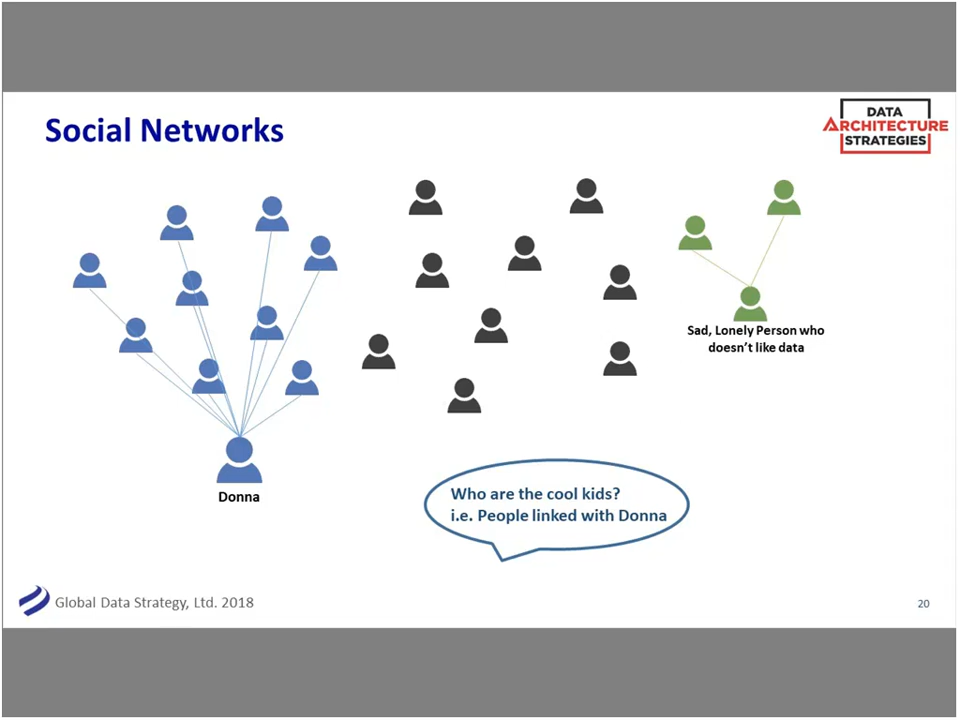 Social Networks
DATA
ARCHITECTURE
STRATEGIES
Sad, Lonely Person who
doesn't like data
Donna
Who are the cool kids?
i.e. People linked with Donna
Global Data Strategy, Ltd. 2018
20